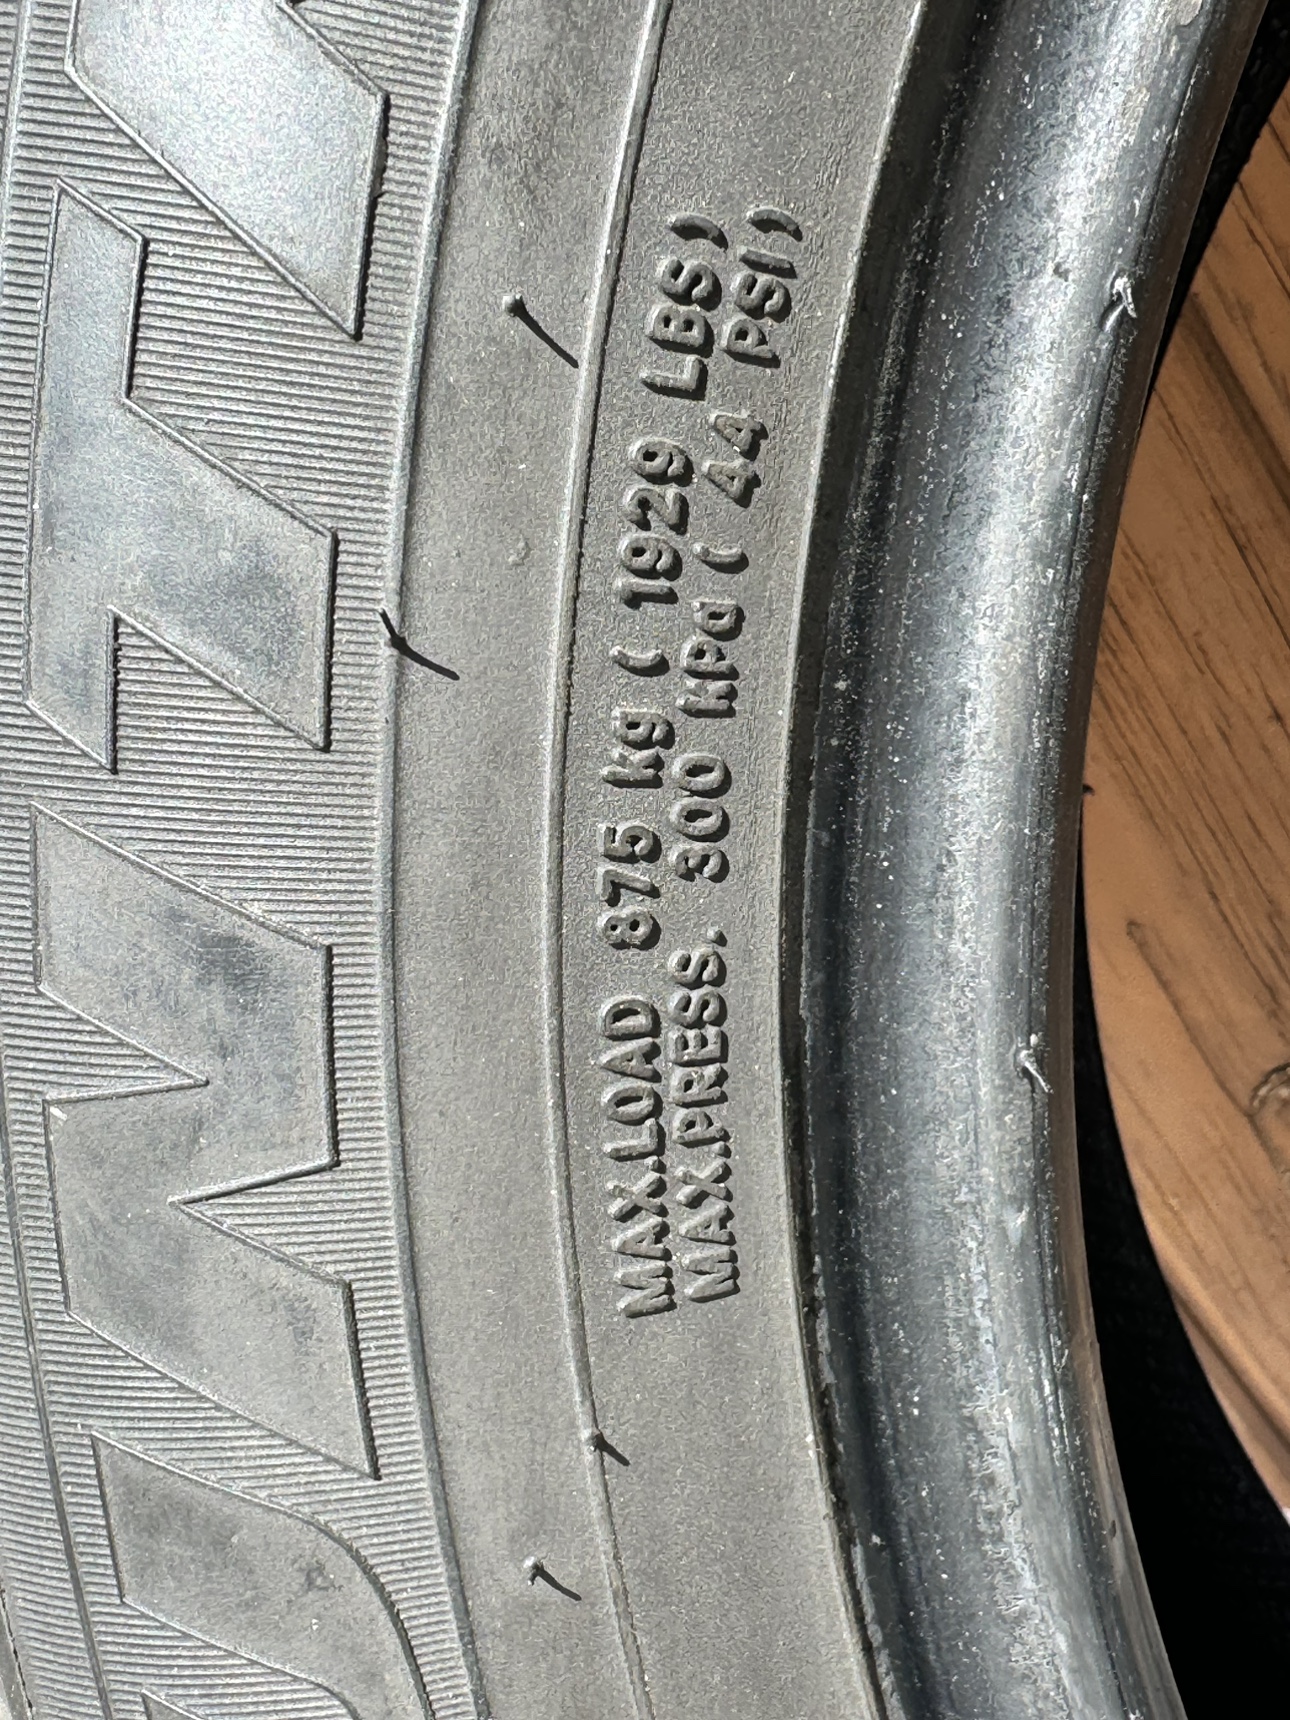 MAX.LOAD 875 kg ( 1929 LBS)
MAX.PRESS. 300 KPa ( 44 PSI)